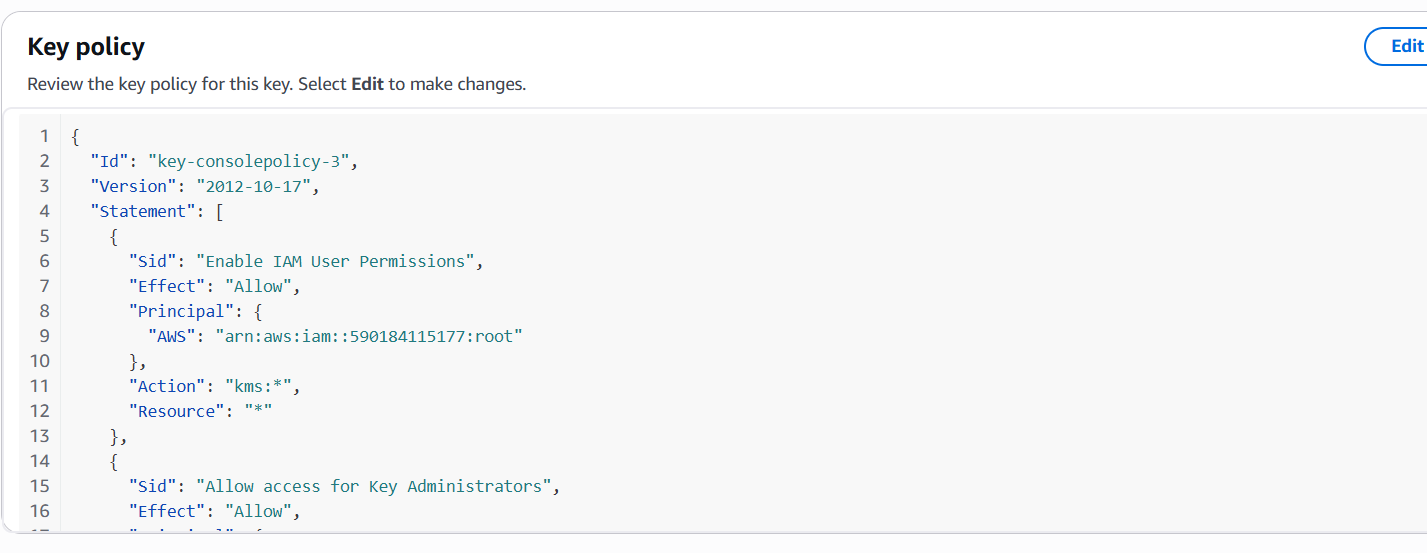 Key policy
Edit
Review the key policy for this key. Select Edit to make changes.
1 {
2 "Id": "key-consolepolicy-3",
3 "Version": "2012-10-17",
4 "Statement": [
5 {
6 "Sid": "Enable IAM User Permissions",
7 "Effect": "Allow",
8 "Principal": {
9 "AWS": "arn:aws:iam::590184115177:root"
10 },
11 "Action": "kms:*",
12 "Resource": "*"
13 },
14 {
15 "Sid": "Allow access for Key Administrators",
16 "Effect": "Allow",